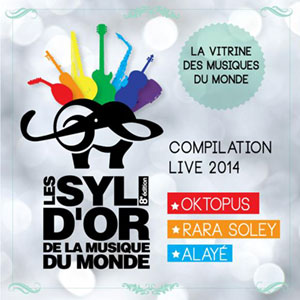 LA VITRINE
DES MUSIQUES
DU MONDE
COMPILATION
LIVE 2014
★OKTOPUS
★RARA SOLEY
★ALAYÉ
LES SYLI
D'OR
8e édition
DE LA MUSIQUE
DU MONDE